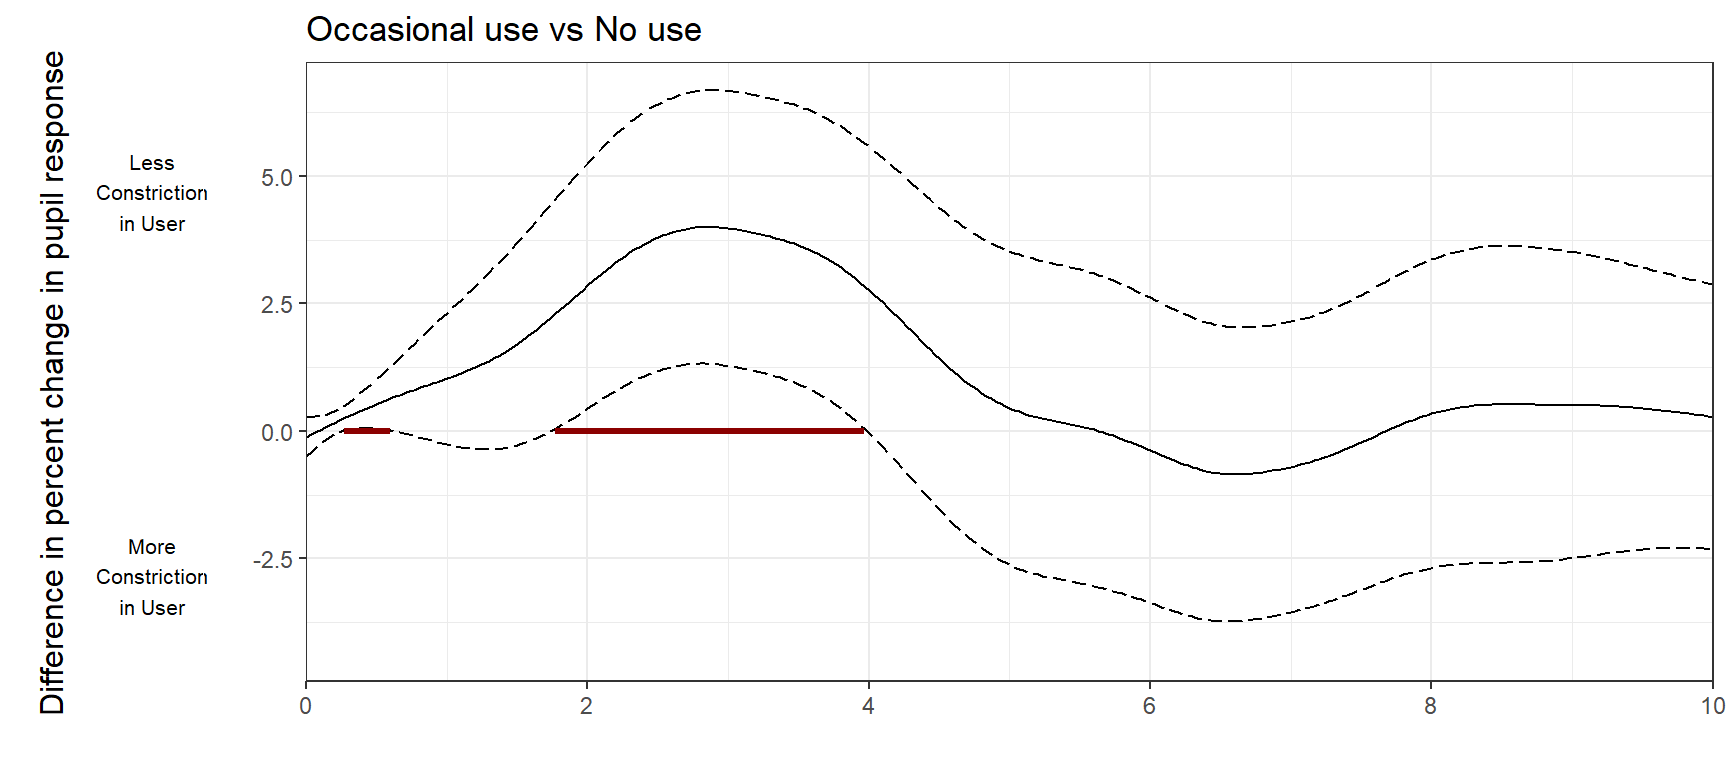 Occasional use vs No use
Difference in percent change in pupil response
Less
Constriction
in User
More
Constriction
in User
5.0
2.5
0.0
-2.5
0 2 4 6 8 10